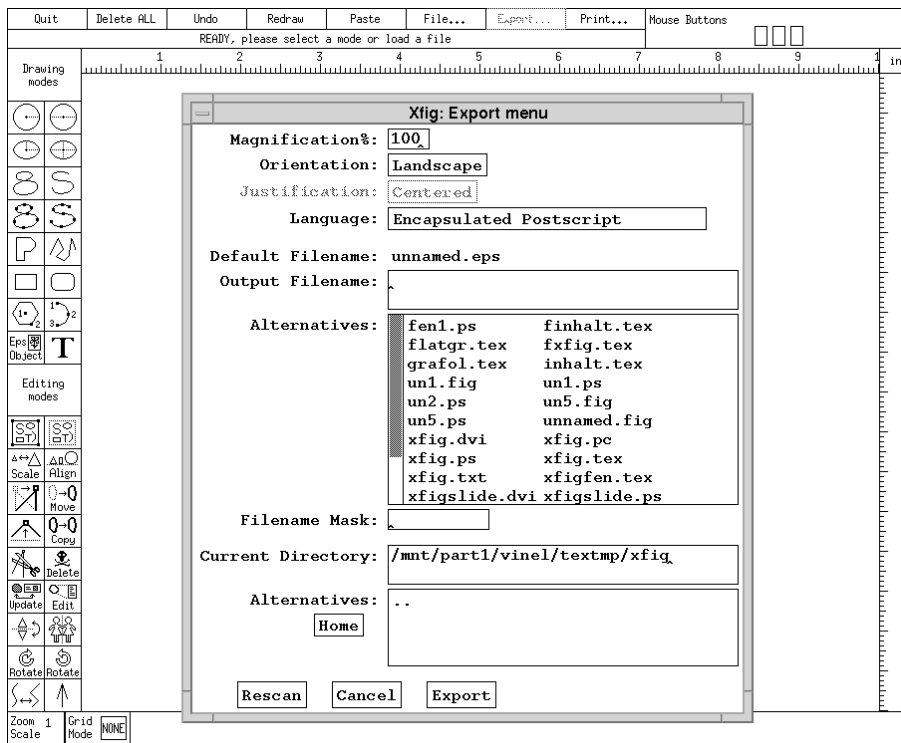 Quit Delete ALL Undo Redraw Paste File... Export... Print... Mouse Buttons
READY, please select a mode or load a file
1 2 3 4 5 6 7 8 9 1 in
Drawing
modes
1 2
1 2 3
Eps
Object T
Editing
modes
Scale Align
Move
Copy
Delete
Update Edit
Rotate Rotate
Zoom 1
Scale
Grid
Mode NONE
Xfig: Export menu
Magnification%: 100
Orientation: Landscape
Justification: Centered
Language: Encapsulated Postscript
Default Filename: unnamed.eps
Output Filename:
Alternatives: fen1.ps finhalt.tex
flatgr.tex fxfig.tex
grafol.tex inhalt.tex
un1.fig un1.ps
un2.ps un5.fig
un5.ps unnamed.fig
xfig.dvi xfig.pc
xfig.ps xfig.tex
xfig.txt xfigfen.tex
xfigslide.dvi xfigslide.ps
Filename Mask:
Current Directory: /mnt/part1/vinel/textmp/xfig
Alternatives: ..
Home
Rescan Cancel Export